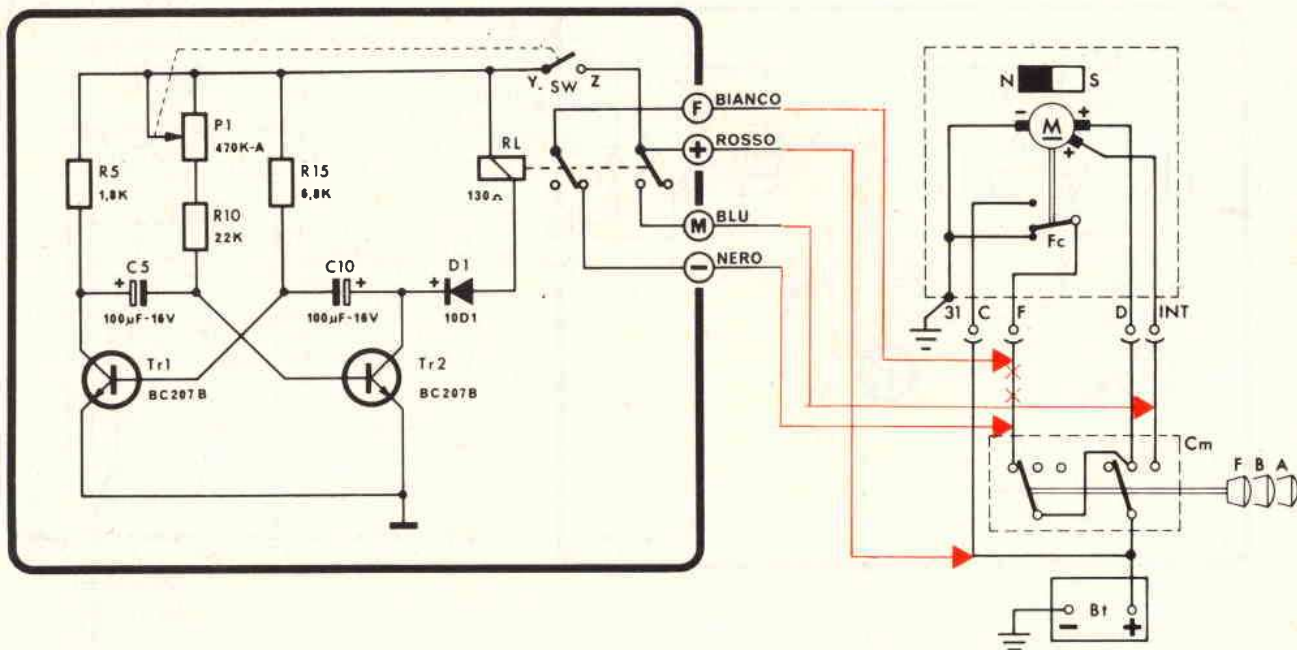 Y. SW Z
N S
F BIANCO
P1
470K-A
M
- + +
+ ROSSO
R5
1,8K
R15
6,8K
RL
130Ω
R10
22K
M BLU
Fc
- NERO
C5
+
100µF-16V
C10
+
100µF-16V
+ D1
10D1
31 C F D INT
Tr1
BC207B
Tr2
BC207B
Cm
F B A
Bt
- +